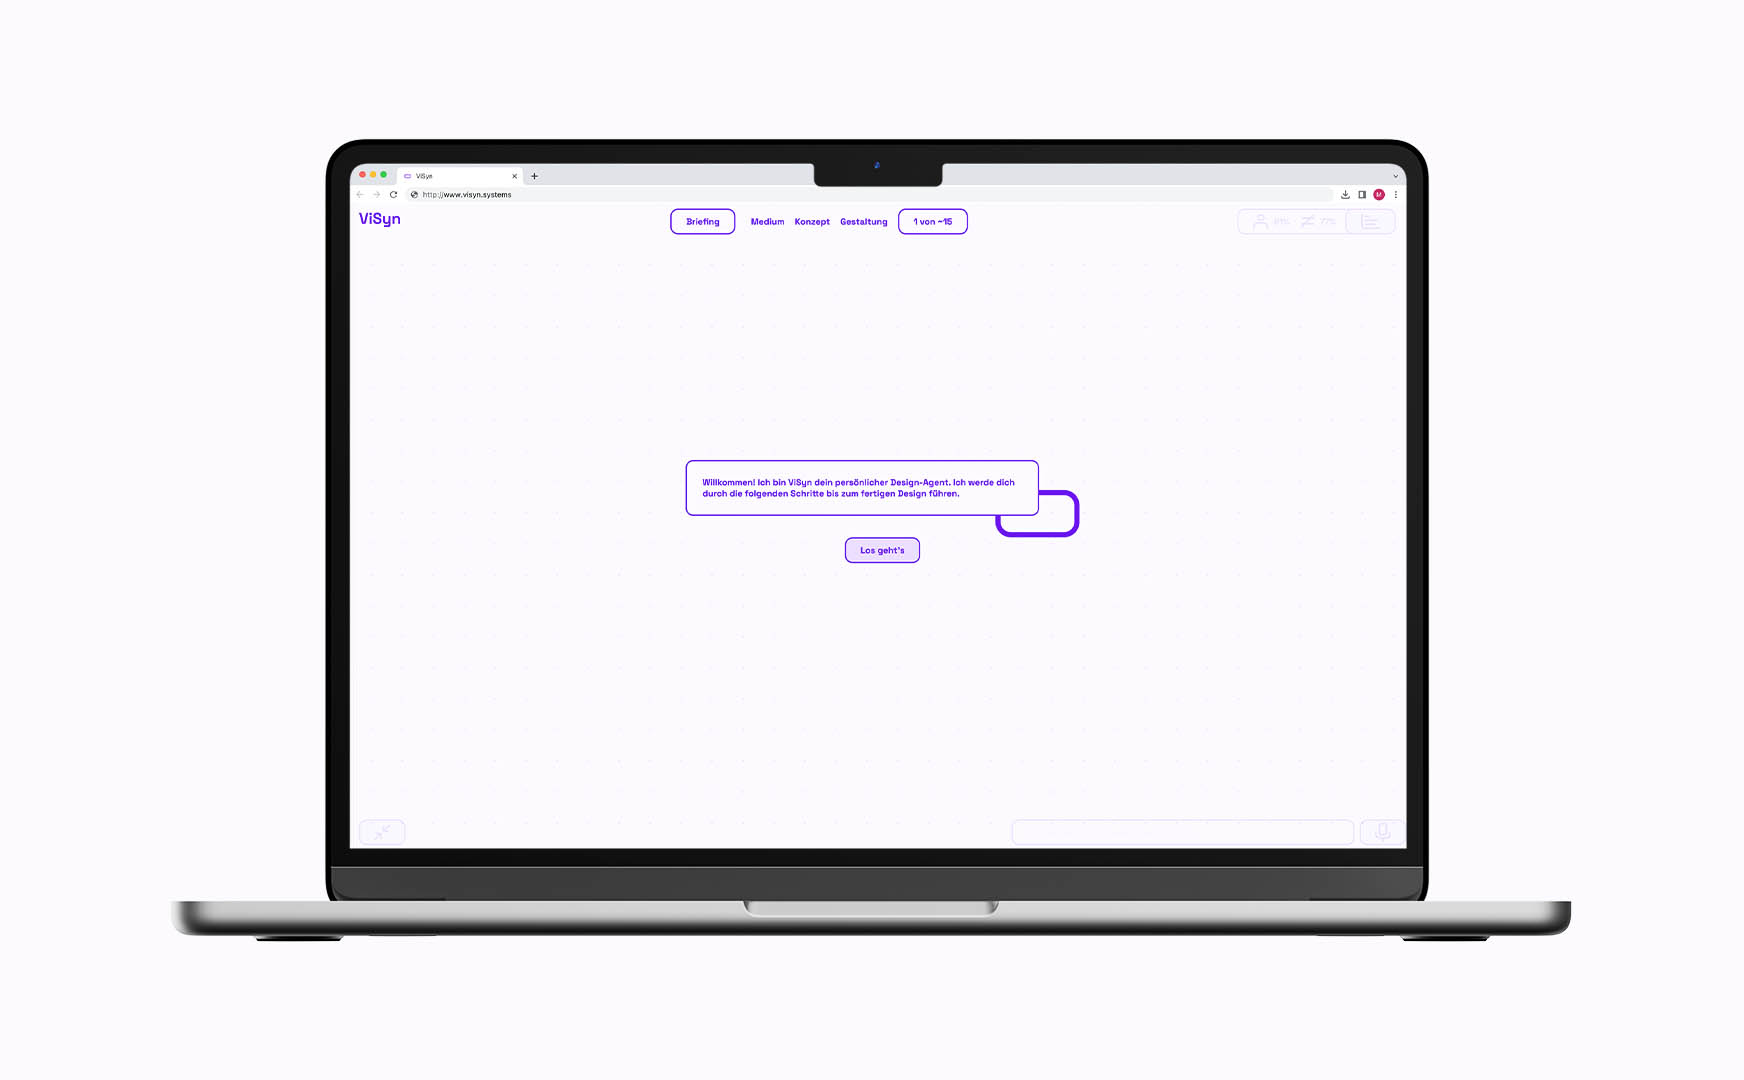 ViSyn
http://www.visyn.systems
M
ViSyn
Briefing
Medium
Konzept
Gestaltung
1 von ~15
77%
Willkommen! Ich bin ViSyn dein persönlicher Design-Agent. Ich werde dich
durch die folgenden Schritte bis zum fertigen Design führen.
Los geht's